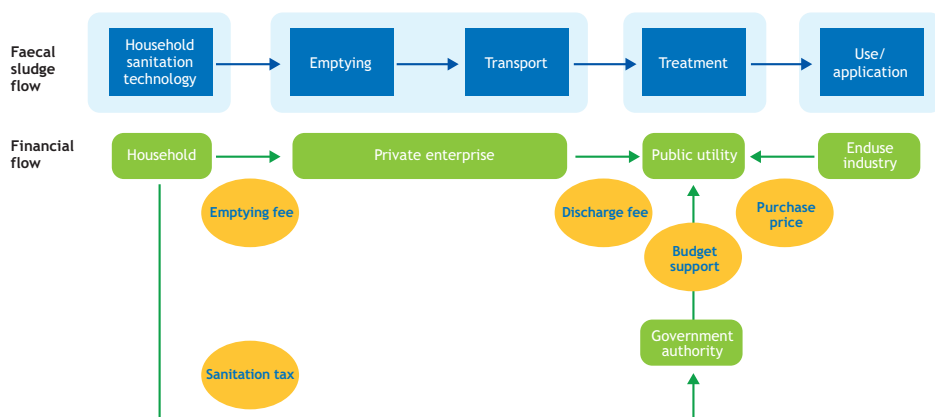 Faecal
sludge
flow
Household
sanitation
technology
Emptying
Transport
Treatment
Use/
application
Financial
flow
Household
Private enterprise
Public utility
Enduse
industry
Emptying fee
Discharge fee
Purchase
price
Budget
support
Government
authority
Sanitation tax